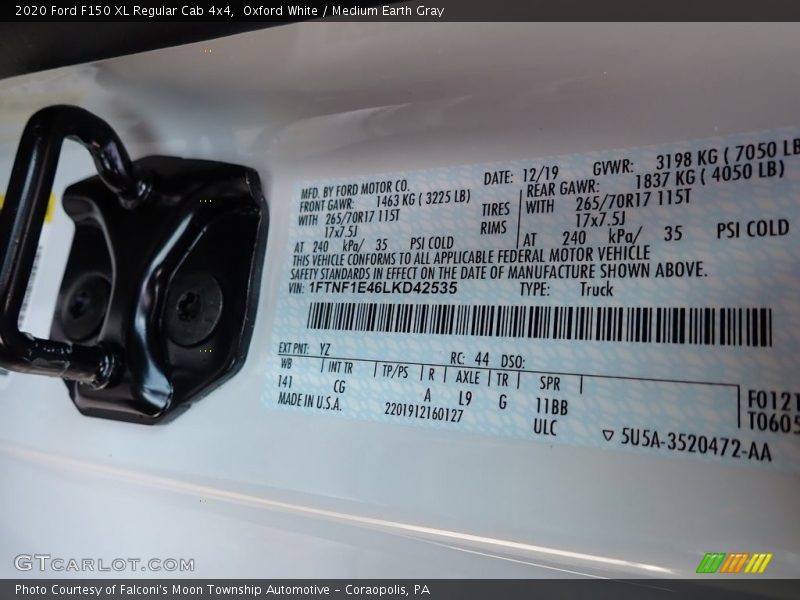 2020 Ford F150 XL Regular Cab 4x4, Oxford White / Medium Earth Gray
MFD. BY FORD MOTOR CO. DATE: 12/19 GVWR: 3198 KG ( 7050 LB
FRONT GAWR: 1463 KG ( 3225 LB) REAR GAWR: 1837 KG ( 4050 LB)
WITH 265/70R17 115T TIRES WITH 265/70R17 115T
17x7.5J RIMS 17x7.5J
AT 240 kPa/ 35 PSI COLD AT 240 kPa/ 35 PSI COLD
THIS VEHICLE CONFORMS TO ALL APPLICABLE FEDERAL MOTOR VEHICLE
SAFETY STANDARDS IN EFFECT ON THE DATE OF MANUFACTURE SHOWN ABOVE.
VIN: 1FTNF1E46LKD42535 TYPE: Truck
EXT PNT: YZ RC: 44 DSO:
WB INT TR TP/PS R AXLE TR SPR
141 CG A L9 G 11BB F0121
MADE IN U.S.A. 2201912160127 ULC T0605
▽ 5U5A-3520472-AA
GTCARLOT.COM
Photo Courtesy of Falconi's Moon Township Automotive – Coraopolis, PA